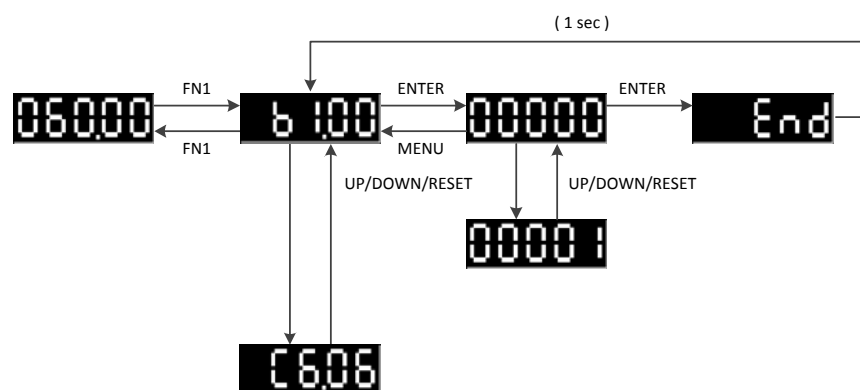 ( 1 sec )
FN1
ENTER
ENTER
060.00
b1.00
00000
End
FN1
MENU
UP/DOWN/RESET
UP/DOWN/RESET
00001
C6.06